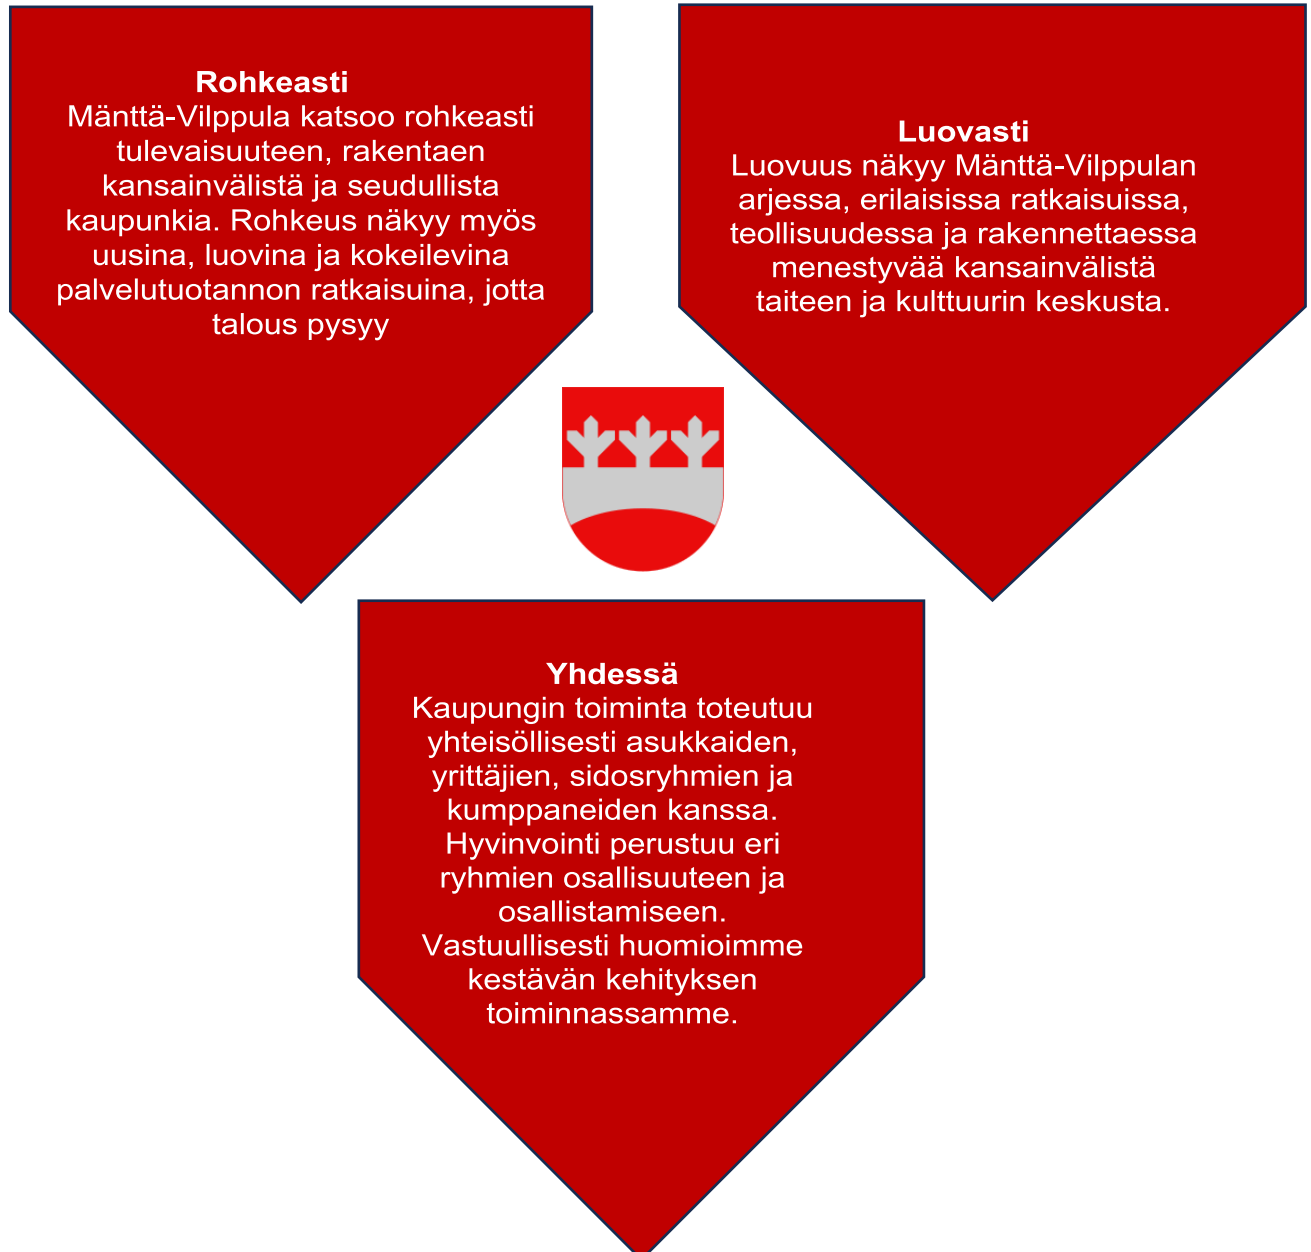 Rohkeasti
Mänttä-Vilppula katsoo rohkeasti
tulevaisuuteen, rakentaen
kansainvälistä ja seudullista
kaupunkia. Rohkeus näkyy myös
uusina, luovina ja kokeilevina
palvelutuotannon ratkaisuina, jotta
talous pysyy
Luovasti
Luovuus näkyy Mänttä-Vilppulan
arjessa, erilaisissa ratkaisuissa,
teollisuudessa ja rakennettaessa
menestyvää kansainvälistä
taiteen ja kulttuurin keskusta.
Yhdessä
Kaupungin toiminta toteutuu
yhteisöllisesti asukkaiden,
yrittäjien, sidosryhmien ja
kumppaneiden kanssa.
Hyvinvointi perustuu eri
ryhmien osallisuuteen ja
osallistamiseen.
Vastuullisesti huomioimme
kestävän kehityksen
toiminnassamme.